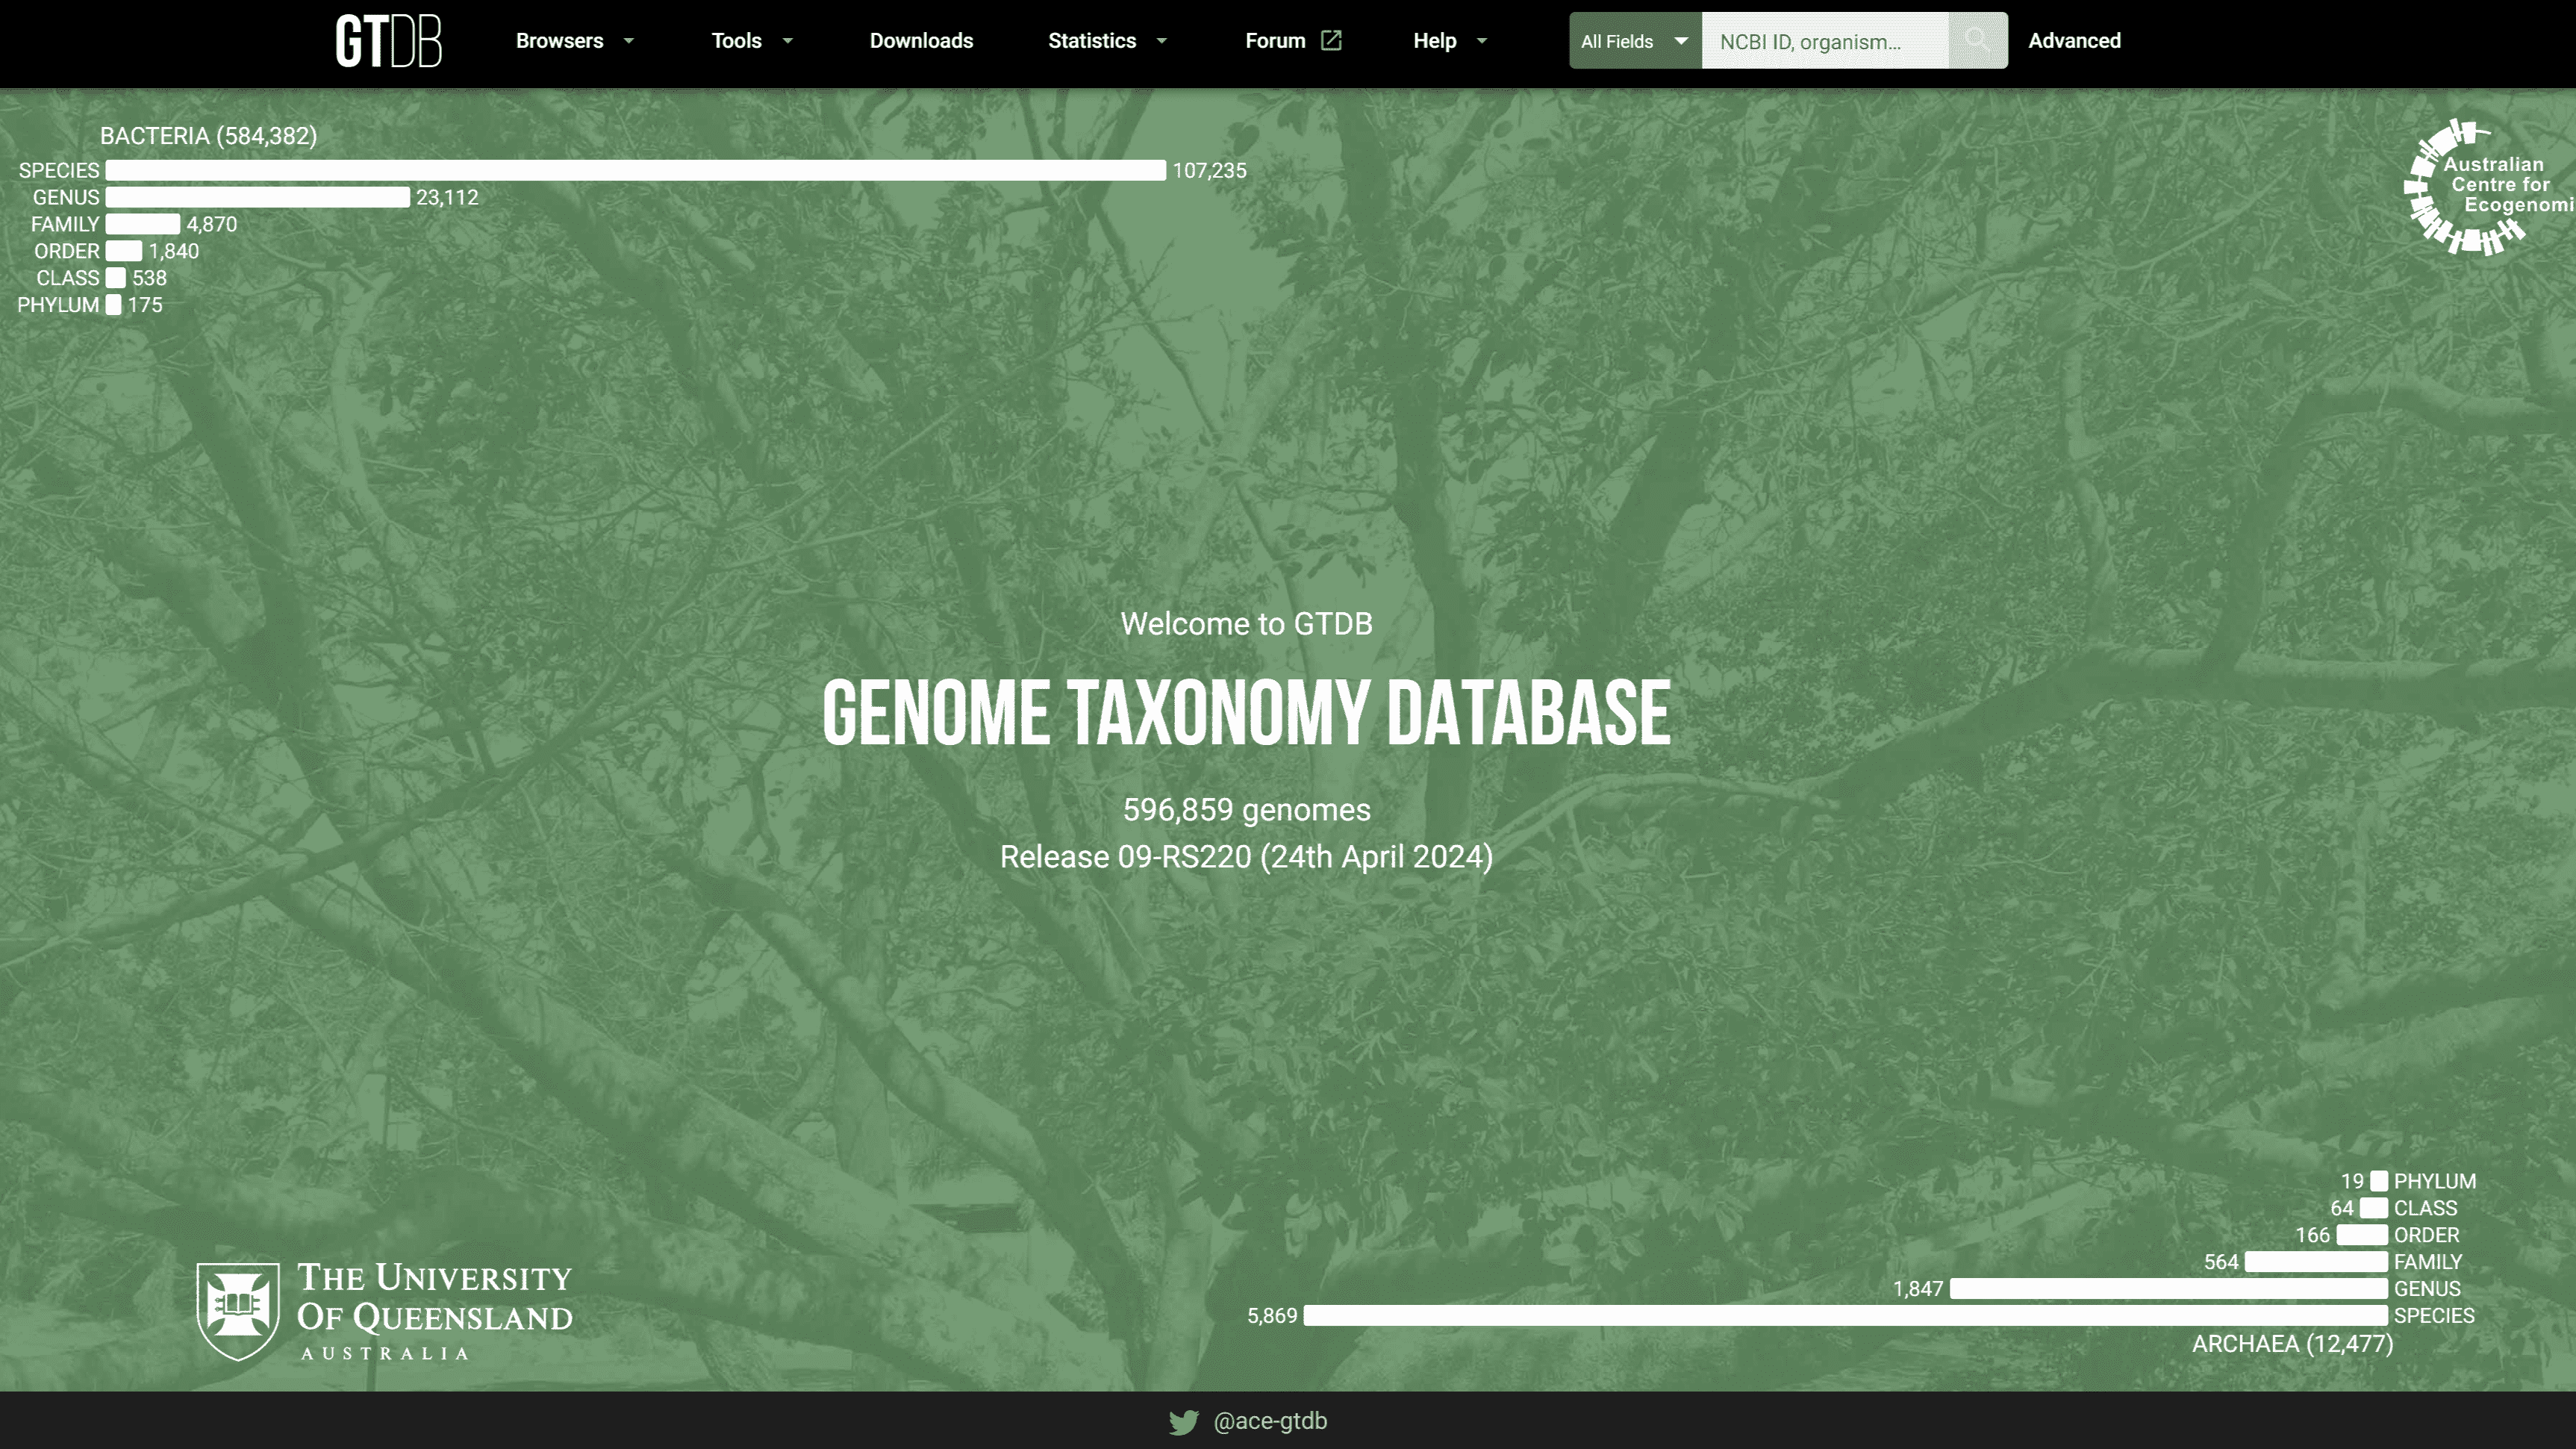 GTDB
Browsers
Tools
Downloads
Statistics
Forum
Help
All Fields
NCBI ID, organism...
Advanced
BACTERIA (584,382)
SPECIES 107,235
GENUS 23,112
FAMILY 4,870
ORDER 1,840
CLASS 538
PHYLUM 175
Australian
Centre for
Ecogenomi
Welcome to GTDB
GENOME TAXONOMY DATABASE
596,859 genomes
Release 09-RS220 (24th April 2024)
19 PHYLUM
64 CLASS
166 ORDER
564 FAMILY
1,847 GENUS
5,869 SPECIES
ARCHAEA (12,477)
THE UNIVERSITY
OF QUEENSLAND
AUSTRALIA
@ace-gtdb